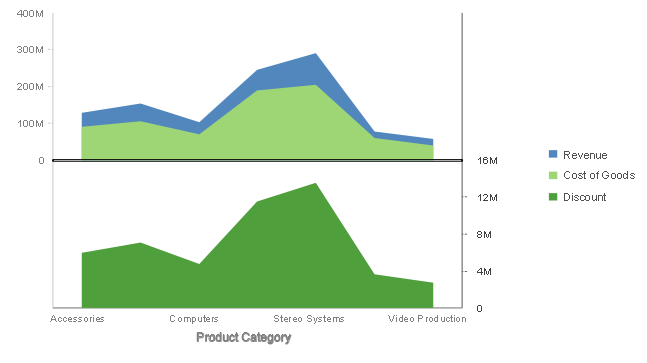 400M
300M
200M
100M
0
16M
12M
8M
4M
0
Revenue
Cost of Goods
Discount
Accessories Computers Stereo Systems Video Production
Product Category